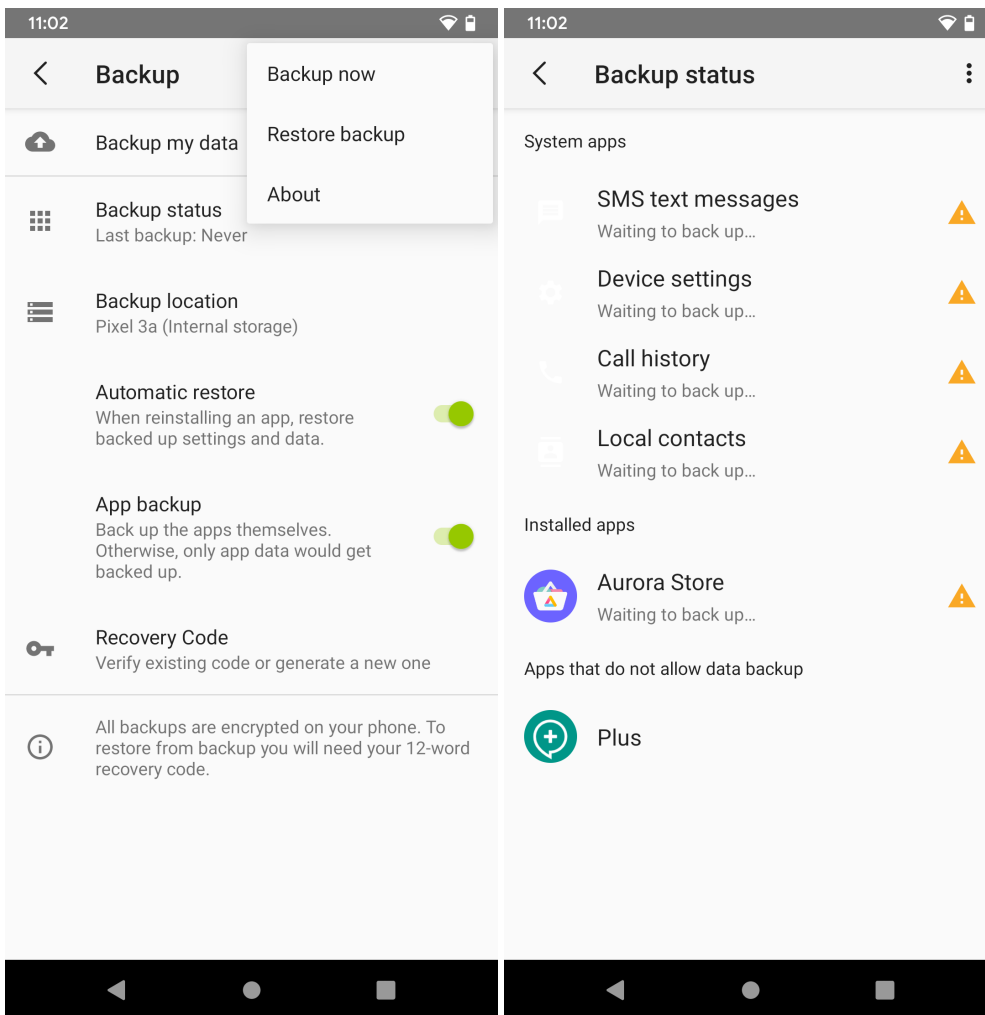 11:02
Backup
Backup now
Restore backup
About
Backup my data
Backup status
Last backup: Never
Backup location
Pixel 3a (Internal storage)
Automatic restore
When reinstalling an app, restore
backed up settings and data.
App backup
Back up the apps themselves.
Otherwise, only app data would get
backed up.
Recovery Code
Verify existing code or generate a new one
All backups are encrypted on your phone. To
restore from backup you will need your 12-word
recovery code.
11:02
Backup status
System apps
SMS text messages
Waiting to back up…
Device settings
Waiting to back up…
Call history
Waiting to back up…
Local contacts
Waiting to back up…
Installed apps
Aurora Store
Waiting to back up…
Apps that do not allow data backup
Plus